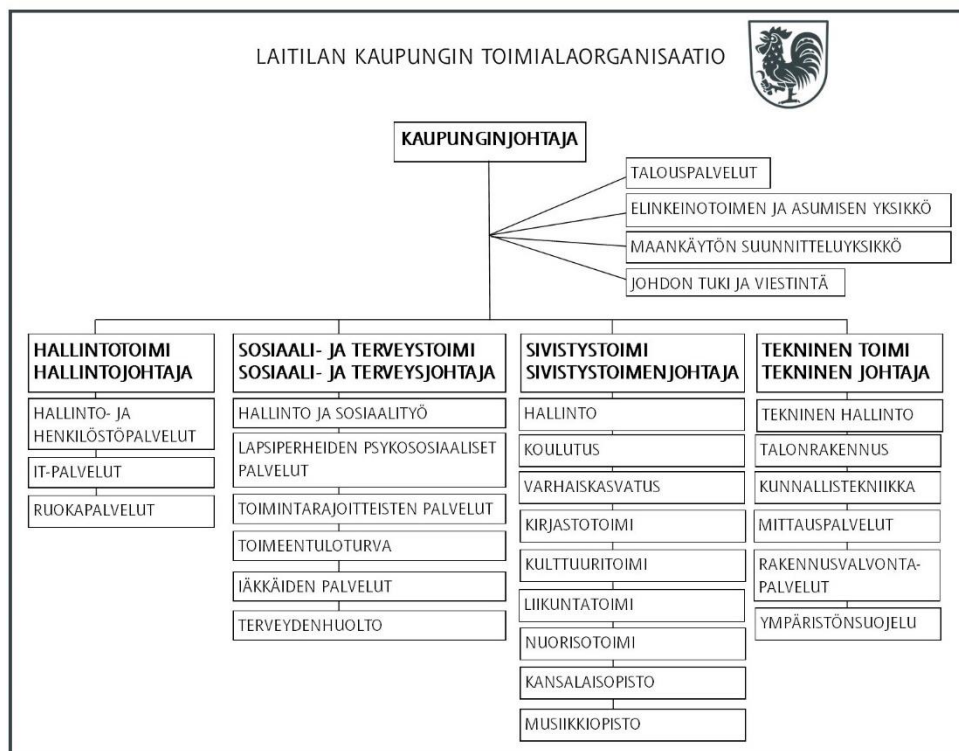 LAITILAN KAUPUNGIN TOIMIALAORGANISAATIO
KAUPUNGINJOHTAJA
TALOUSPALVELUT
ELINKEINOTOIMEN JA ASUMISEN YKSIKKÖ
MAANKÄYTÖN SUUNNITTELUYKSIKKÖ
JOHDON TUKI JA VIESTINTÄ
HALLINTOTOIMI
HALLINTOJOHTAJA
HALLINTO- JA
HENKILÖSTÖPALVELUT
IT-PALVELUT
RUOKAPALVELUT
SOSIAALI- JA TERVEYSTOIMI
SOSIAALI- JA TERVEYSJOHTAJA
HALLINTO JA SOSIAALITYÖ
LAPSIPERHEIDEN PSYKOSOSIAALISET
PALVELUT
TOIMINTARAJOITTEISTEN PALVELUT
TOIMEENTULOTURVA
IÄKKÄIDEN PALVELUT
TERVEYDENHUOLTO
SIVISTYSTOIMI
SIVISTYSTOIMENJOHTAJA
HALLINTO
KOULUTUS
VARHAISKASVATUS
KIRJASTOTOIMI
KULTTUURITOIMI
LIIKUNTATOIMI
NUORISOTOIMI
KANSALAISOPISTO
MUSIIKKIOPISTO
TEKNINEN TOIMI
TEKNINEN JOHTAJA
TEKNINEN HALLINTO
TALONRAKENNUS
KUNNALLISTEKNIIKKA
MITTAUSPALVELUT
RAKENNUSVALVONTA-
PALVELUT
YMPÄRISTÖNSUOJELU